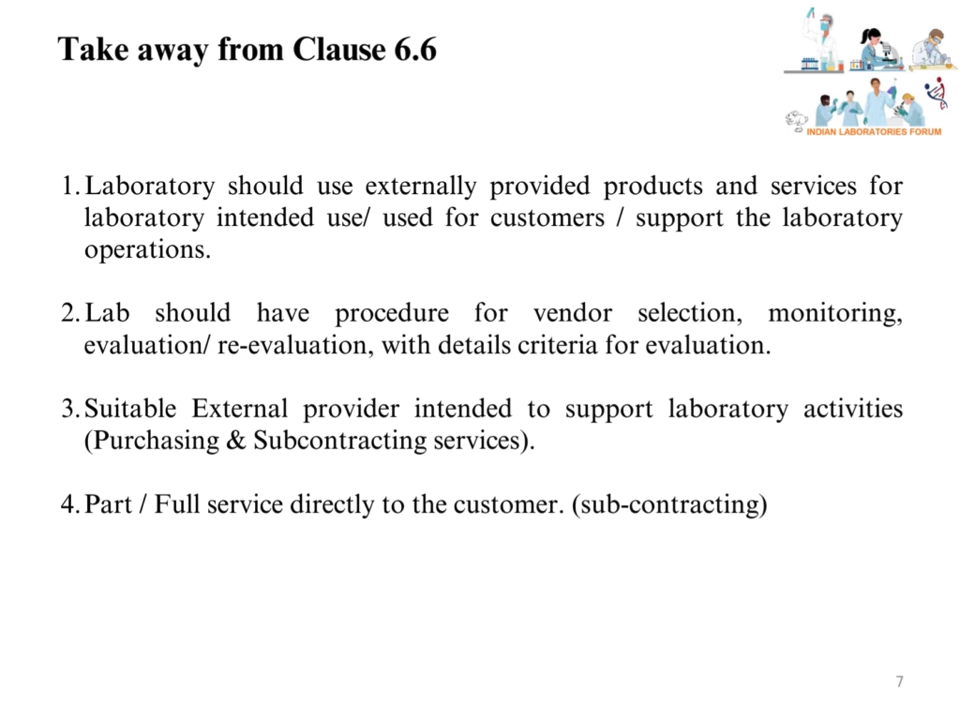 Take away from Clause 6.6
INDIAN LABORATORIES FORUM
1. Laboratory should use externally provided products and services for
laboratory intended use/ used for customers / support the laboratory
operations.
2. Lab should have procedure for vendor selection, monitoring,
evaluation/ re-evaluation, with details criteria for evaluation.
3. Suitable External provider intended to support laboratory activities
(Purchasing & Subcontracting services).
4. Part / Full service directly to the customer. (sub-contracting)
7